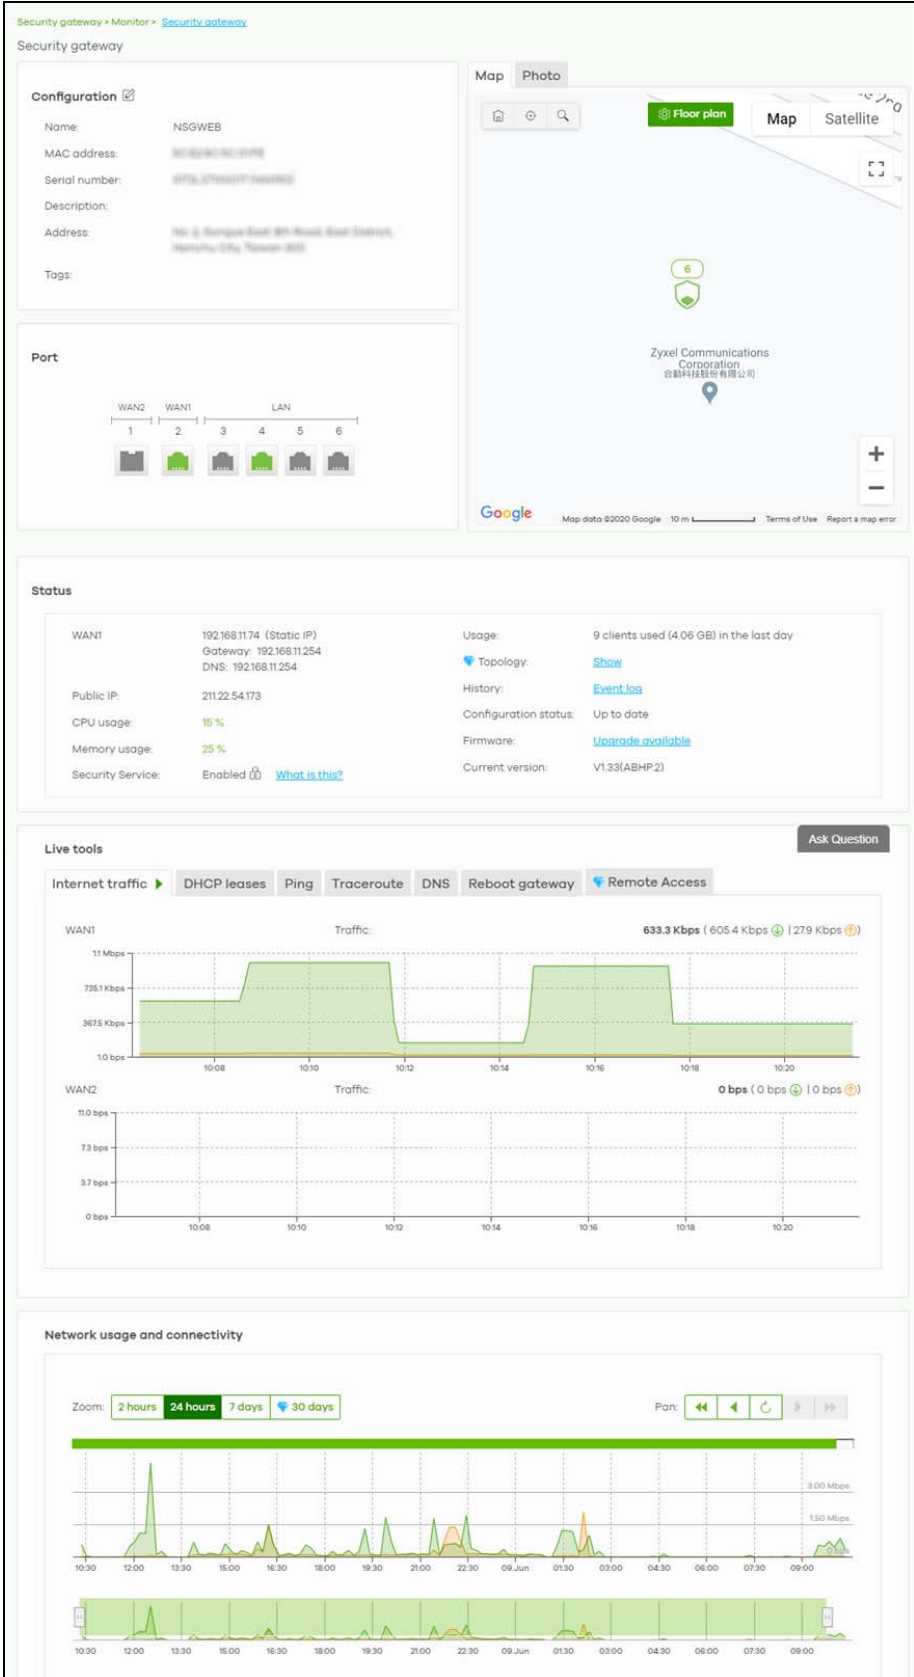 Security gateway > Monitor > Security gateway
Security gateway
Configuration
Name: NSGWEB
MAC address:
Serial number:
Description:
Address:
Tags:
Port
WAN2 WAN1 LAN
1 2 3 4 5 6
Map Photo
Floor plan
Map Satellite
6
Zyxel Communications
Corporation
合勤科技股份有限公司
Google Map data ©2020 Google 10 m Terms of Use Report a map error
Status
WAN1 192.168.11.74 (Static IP)
Gateway: 192.168.11.254
DNS: 192.168.11.254
Public IP: 211.22.54.173
CPU usage: 15 %
Memory usage: 25 %
Security Service: Enabled What is this?
Usage: 9 clients used (4.06 GB) in the last day
Topology: Show
History: Event log
Configuration status: Up to date
Firmware: Upgrade available
Current version: V1.33(ABHP.2)
Ask Question
Live tools
Internet traffic DHCP leases Ping Traceroute DNS Reboot gateway Remote Access
WAN1 Traffic: 633.3 Kbps ( 605.4 Kbps | 27.9 Kbps )
1.1 Mbps
735.1 Kbps
367.5 Kbps
1.0 bps
10:08 10:10 10:12 10:14 10:16 10:18 10:20
WAN2 Traffic: 0 bps ( 0 bps | 0 bps )
11.0 bps
7.3 bps
3.7 bps
0 bps
10:08 10:10 10:12 10:14 10:16 10:18 10:20
Network usage and connectivity
Zoom: 2 hours 24 hours 7 days 30 days Pan:
3.00 Mbps
1.50 Mbps
0 bps
10:30 12:00 13:30 15:00 16:30 18:00 19:30 21:00 22:30 09.Jun 01:30 03:00 04:30 06:00 07:30 09:00
10:30 12:00 13:30 15:00 16:30 18:00 19:30 21:00 22:30 09.Jun 01:30 03:00 04:30 06:00 07:30 09:00